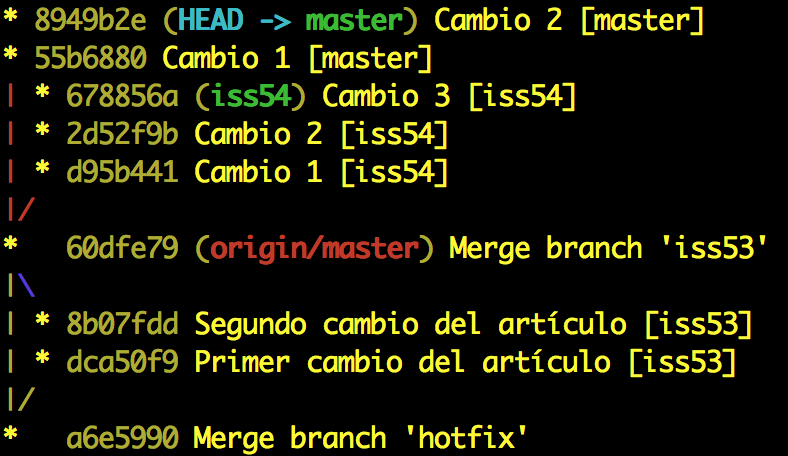 * 8949b2e (HEAD -> master) Cambio 2 [master]
* 55b6880 Cambio 1 [master]
| * 678856a (iss54) Cambio 3 [iss54]
| * 2d52f9b Cambio 2 [iss54]
| * d95b441 Cambio 1 [iss54]
|/
*   60dfe79 (origin/master) Merge branch 'iss53'
|\
| * 8b07fdd Segundo cambio del artículo [iss53]
| * dca50f9 Primer cambio del artículo [iss53]
|/
*   a6e5990 Merge branch 'hotfix'